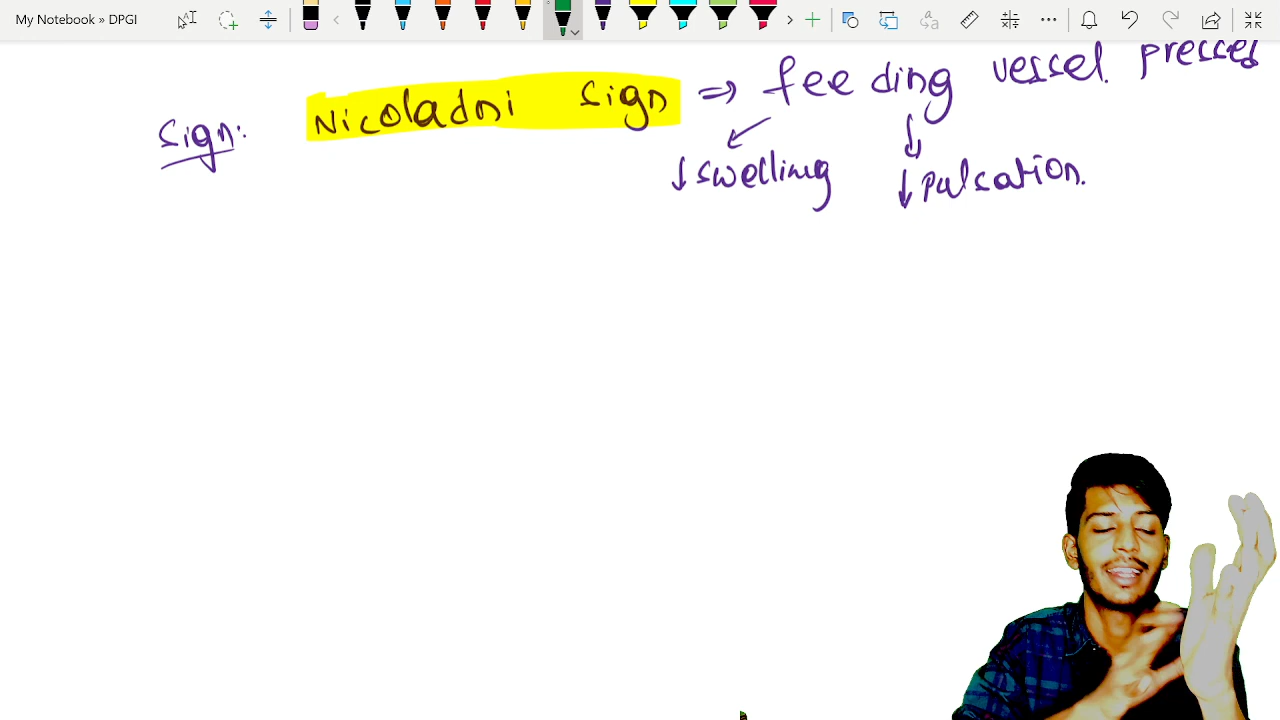 My Notebook » DPGI
Sign: Nicoladni sign ⇒ feeding vessel. presses
↓ swelling ↓ pulsation.